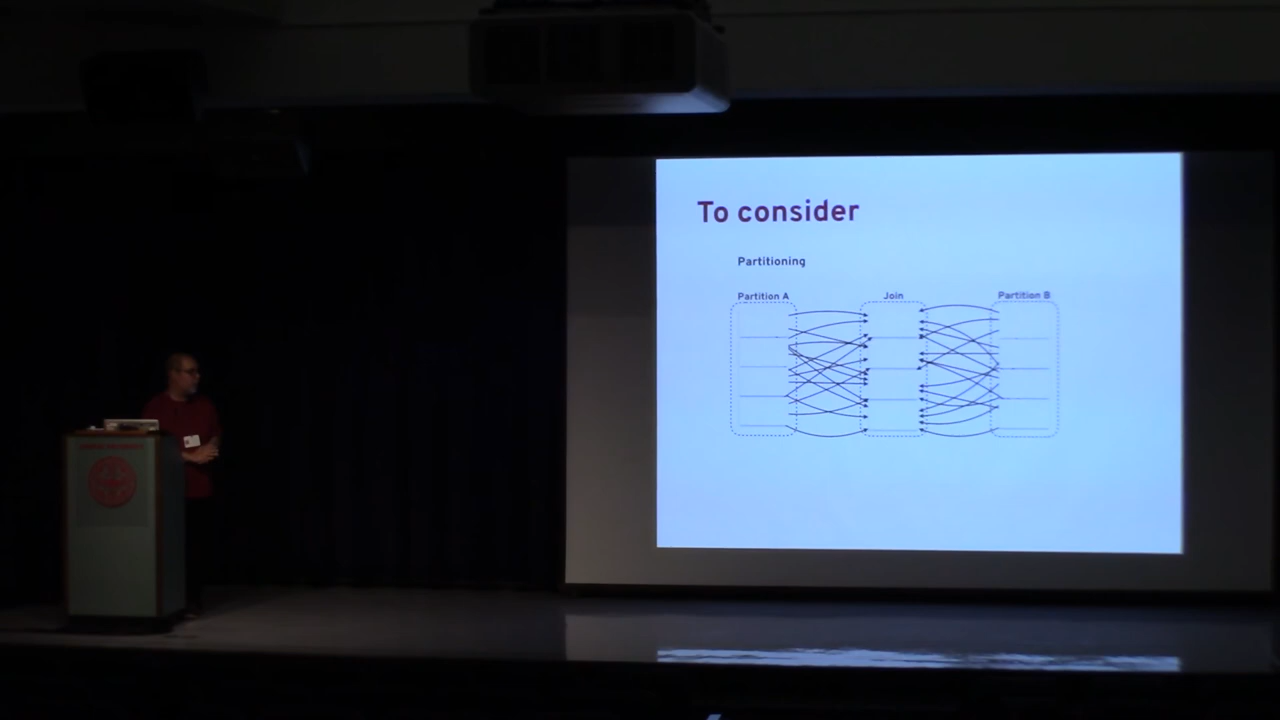 To consider
Partitioning
Partition A
Join
Partition B